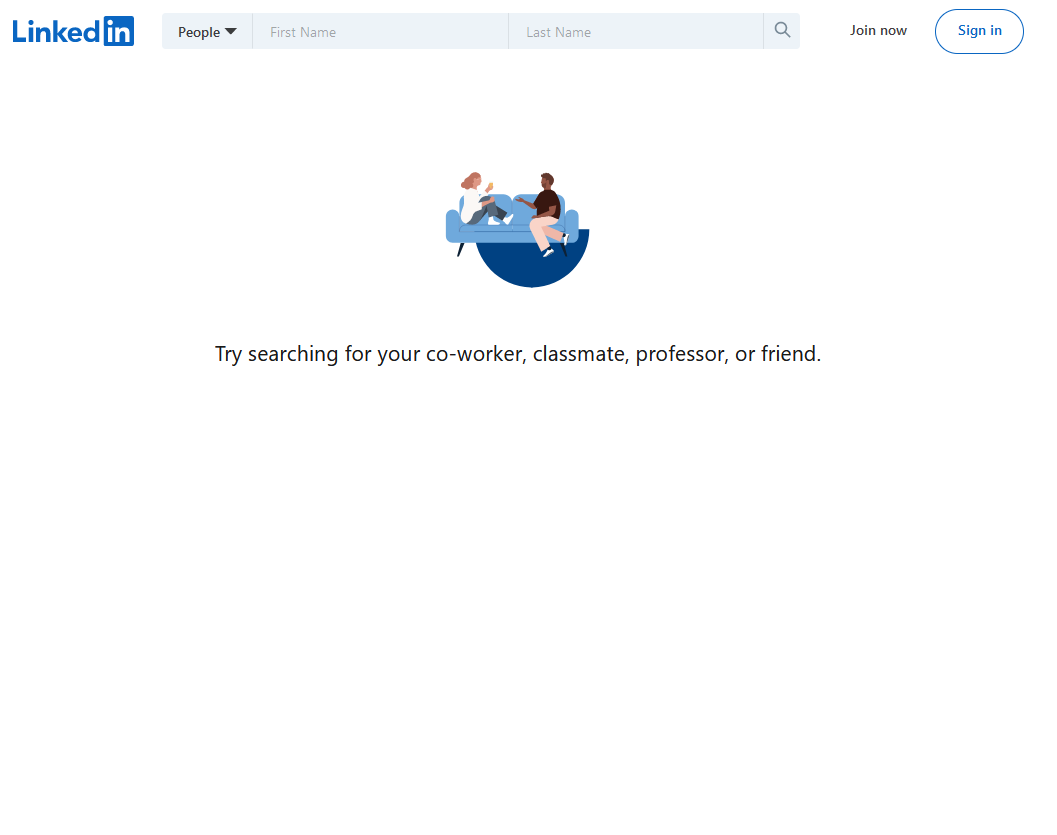 Linkedin
People
First Name
Last Name
Join now
Sign in
Try searching for your co-worker, classmate, professor, or friend.